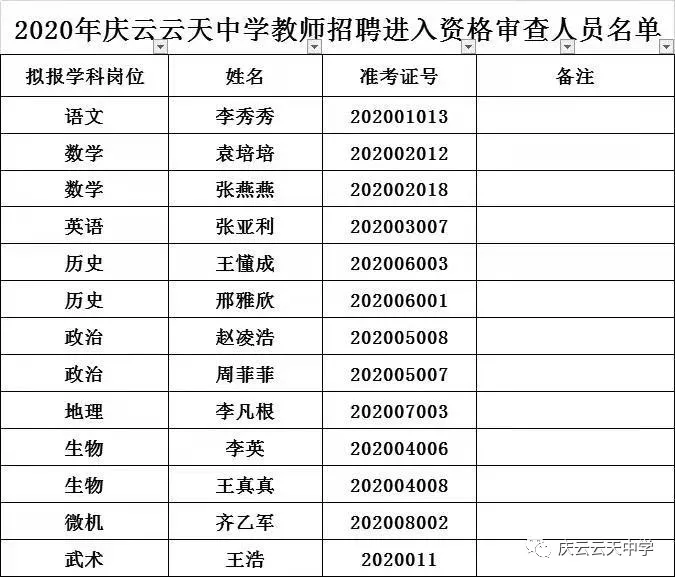 2020年庆云云天中学教师招聘进入资格审查人员名单
拟报学科岗位 姓名 准考证号 备注
语文 李秀秀 202001013
数学 袁培培 202002012
数学 张燕燕 202002018
英语 张亚利 202003007
历史 王懂成 202006003
历史 邢雅欣 202006001
政治 赵凌浩 202005008
政治 周菲菲 202005007
地理 李凡根 202007003
生物 李英 202004006
生物 王真真 202004008
微机 齐乙军 202008002
武术 王浩 2020011
庆云云天中学